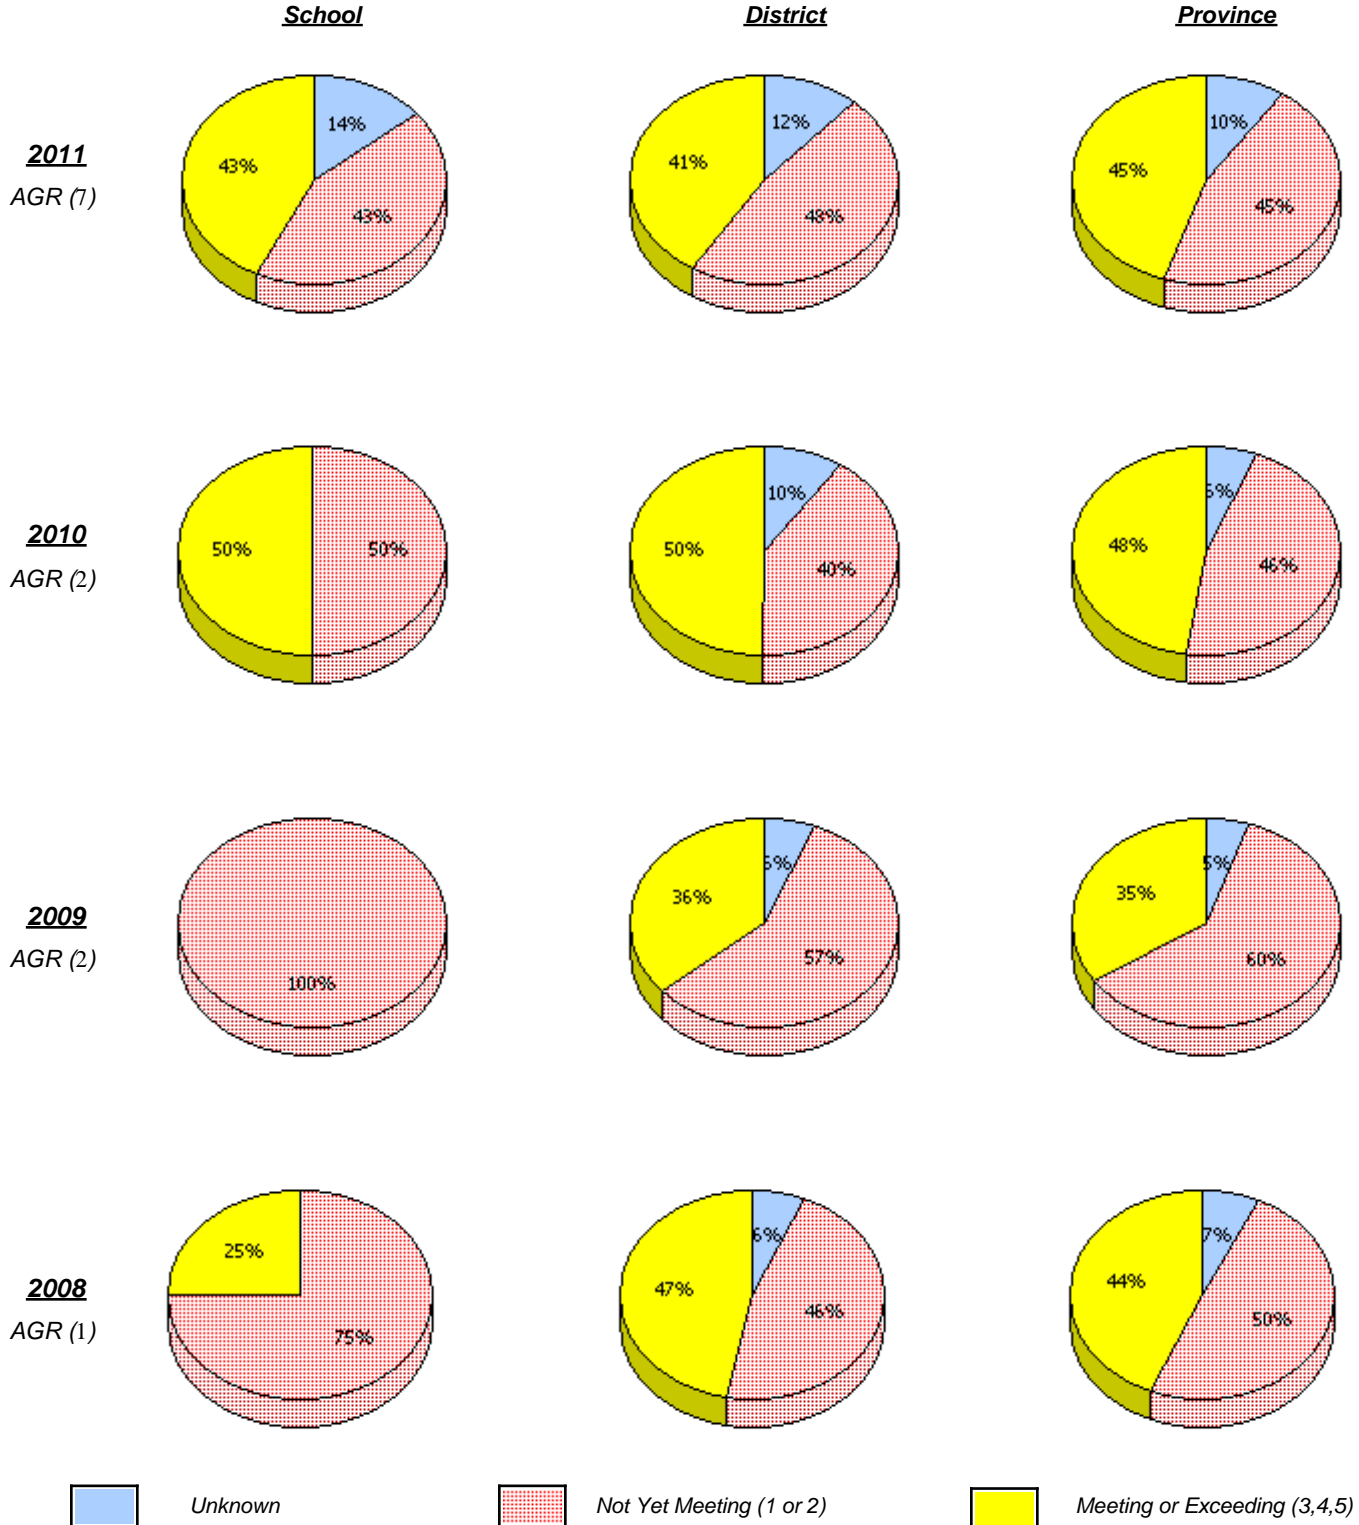 School District Province
14% 12% 10%
2011 43% 41% 45%
AGR (7) 43% 48% 45%
10%
2010 50% 50% 50% 40% 48% 46%
AGR (2)
5%
36% 35%
2009
AGR (2) 100% 57% 60%
6% 7%
25% 47% 44%
2008
AGR (1) 75% 46% 50%
Unknown Not Yet Meeting (1 or 2) Meeting or Exceeding (3,4,5)